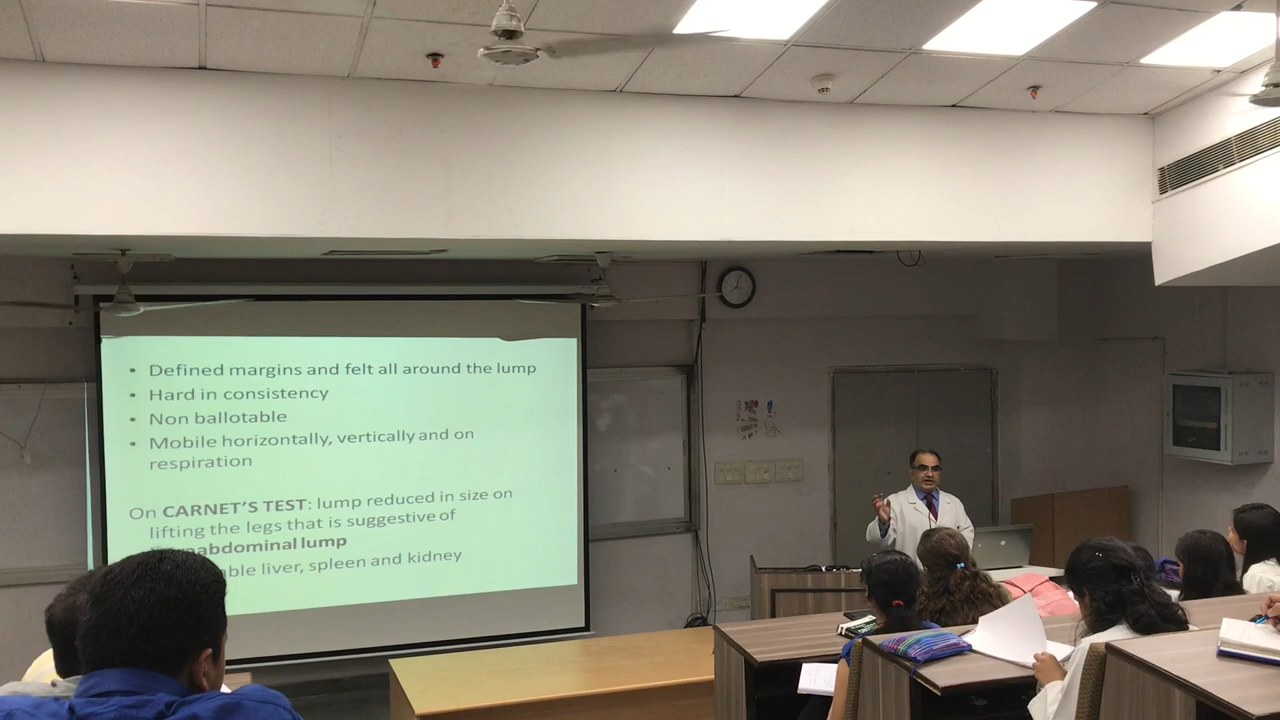 • Defined margins and felt all around the lump
• Hard in consistency
• Non ballotable
• Mobile horizontally, vertically and on
respiration
On CARNET'S TEST: lump reduced in size on
lifting the legs that is suggestive of
lump
liver, spleen and kidney